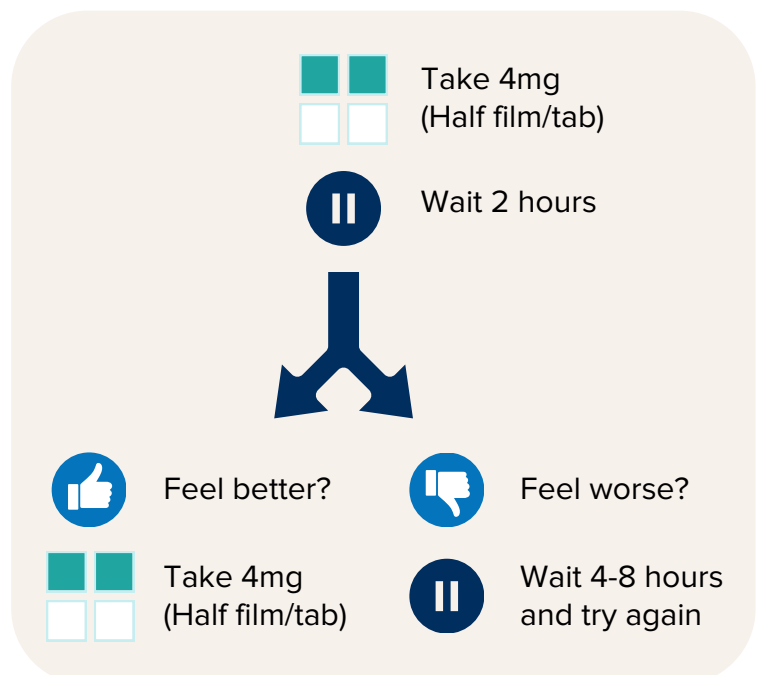 Take 4mg
(Half film/tab)
Wait 2 hours
Feel better?
Take 4mg
(Half film/tab)
Feel worse?
Wait 4-8 hours
and try again